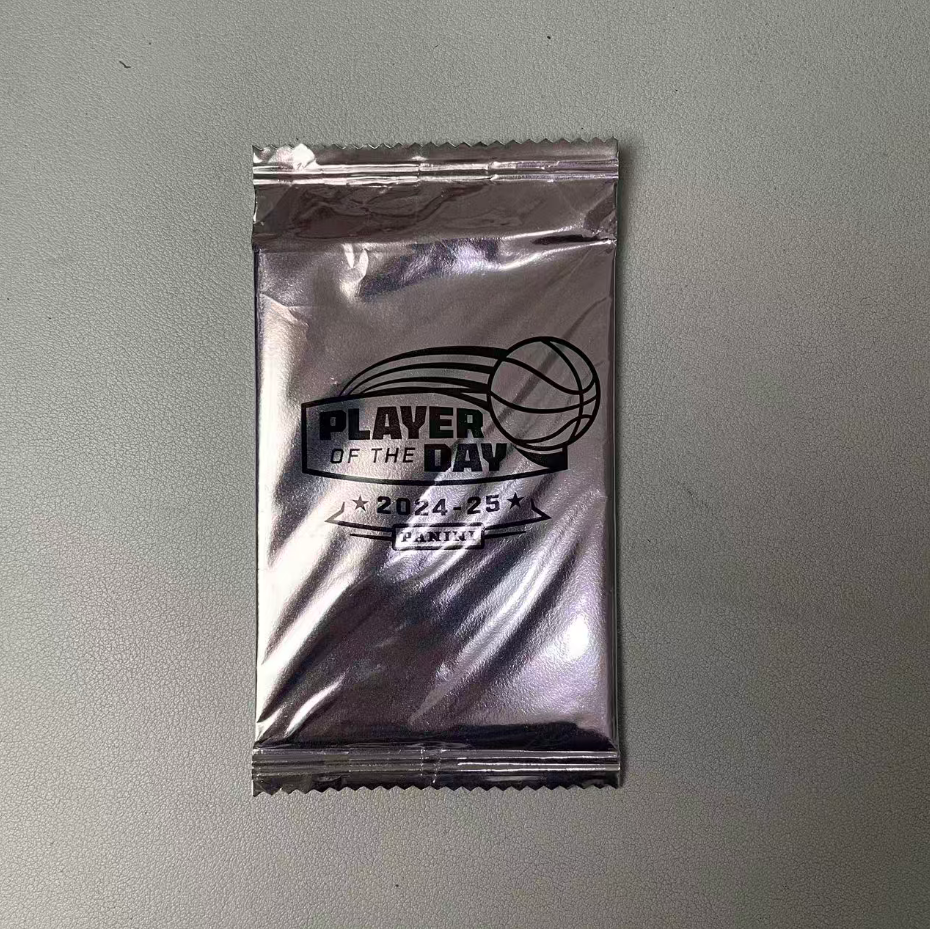 PLAYER
OF THE DAY
★ 2024-25 ★
PANINI